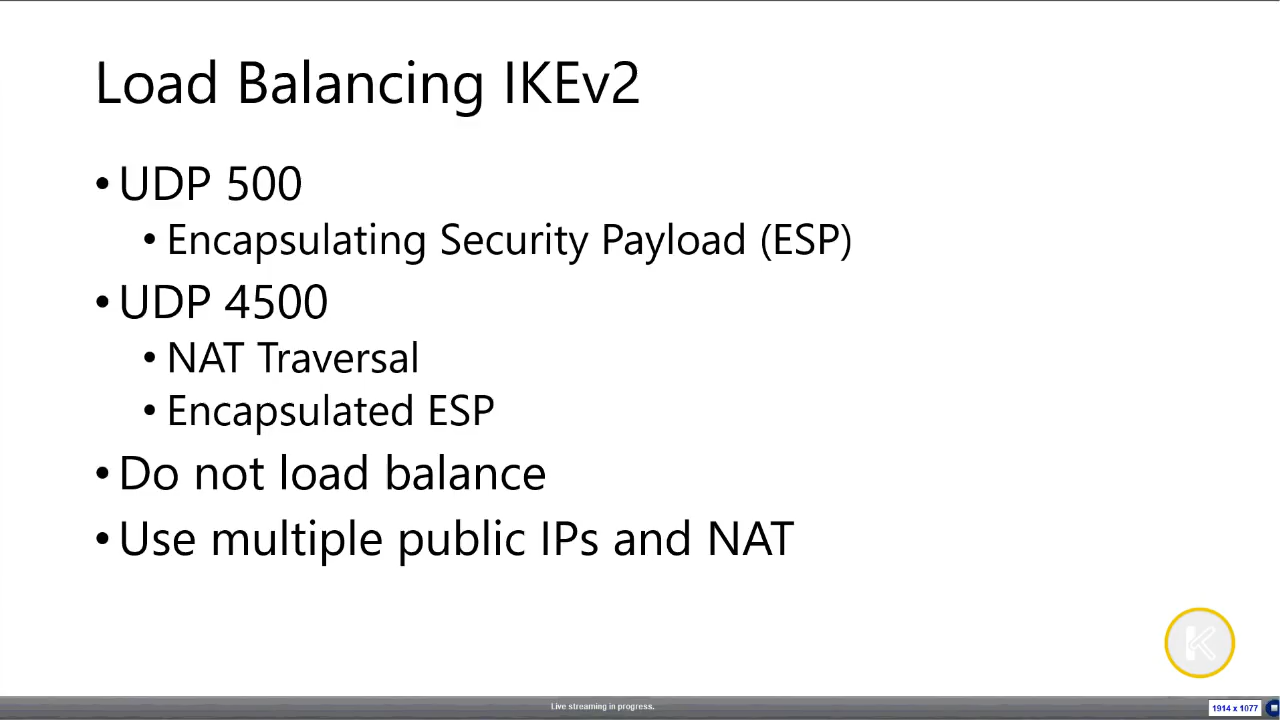 Load Balancing IKEv2
• UDP 500
• Encapsulating Security Payload (ESP)
• UDP 4500
• NAT Traversal
• Encapsulated ESP
• Do not load balance
• Use multiple public IPs and NAT
K
Live streaming in progress.
1914 x 1077